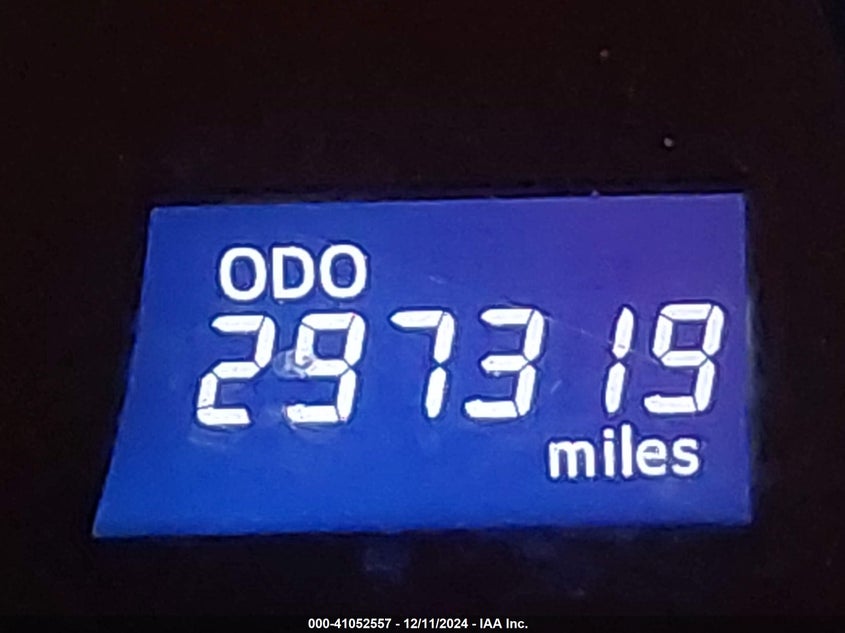 ODO
297319
miles
000-41052557 - 12/11/2024 - IAA Inc.